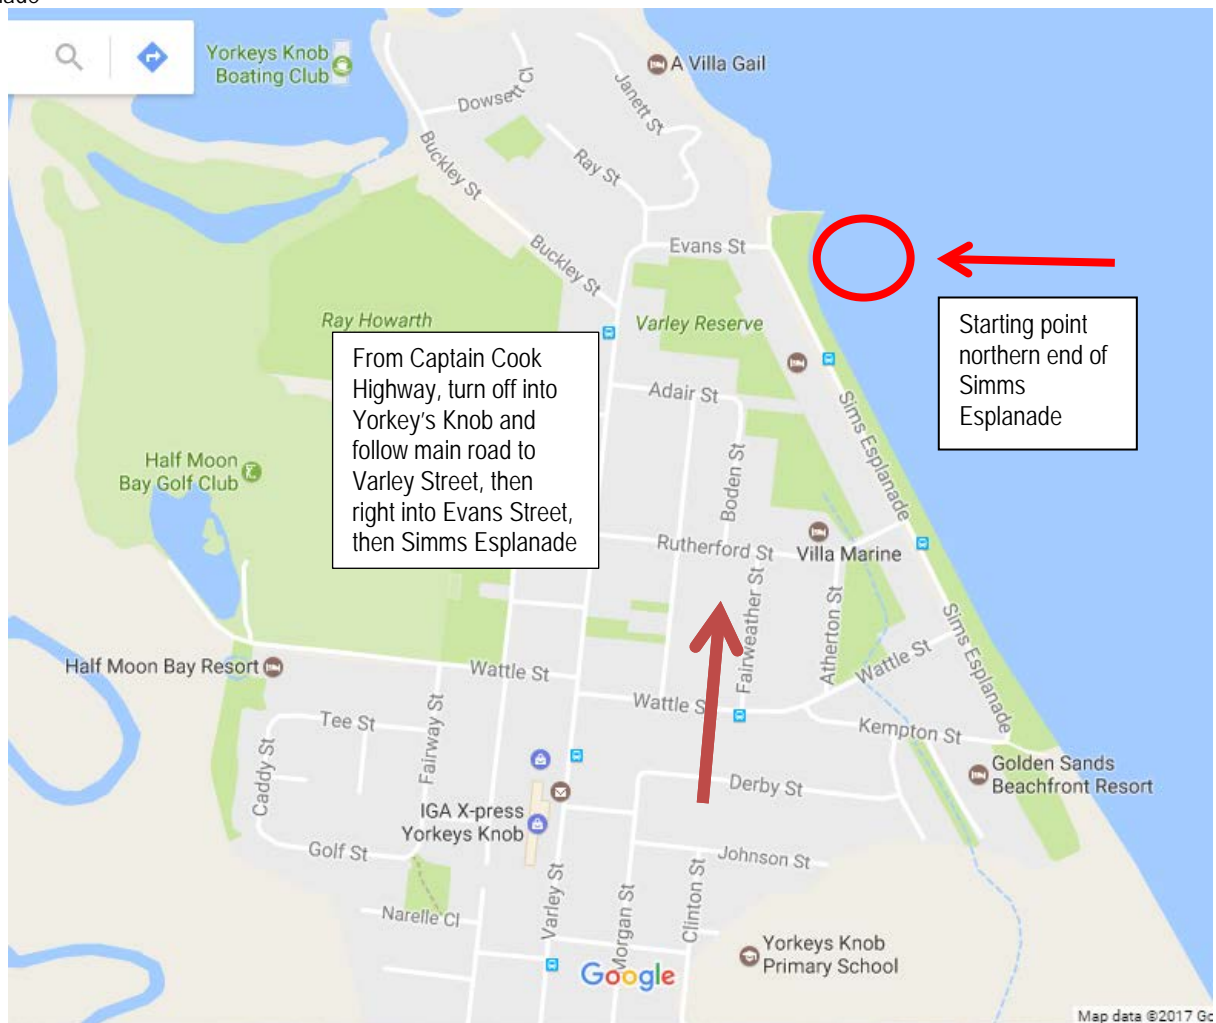 Yorkeys Knob
Boating Club
A Villa Gail
Dowsett Cl
Janett St
Buckley St
Ray St
Buckley St
Evans St
Ray Howarth
Varley Reserve
Starting point
northern end of
Simms
Esplanade
From Captain Cook
Highway, turn off into
Yorkey's Knob and
follow main road to
Varley Street, then
right into Evans Street,
then Simms Esplanade
Adair St
Sims Esplanade
Boden St
Half Moon
Bay Golf Club
Rutherford St
Villa Marine
Fairweather St
Atherton St
Sims Esplanade
Half Moon Bay Resort
Wattle St
Wattle St
Wattle S
Kempton St
Tee St
Fairway St
Caddy St
Golden Sands
Beachfront Resort
Derby St
IGA X-press
Yorkeys Knob
Golf St
Johnson St
Varley St
Morgan St
Clinton St
Narelle Cl
Yorkeys Knob
Primary School
Google
Map data ©2017 Go